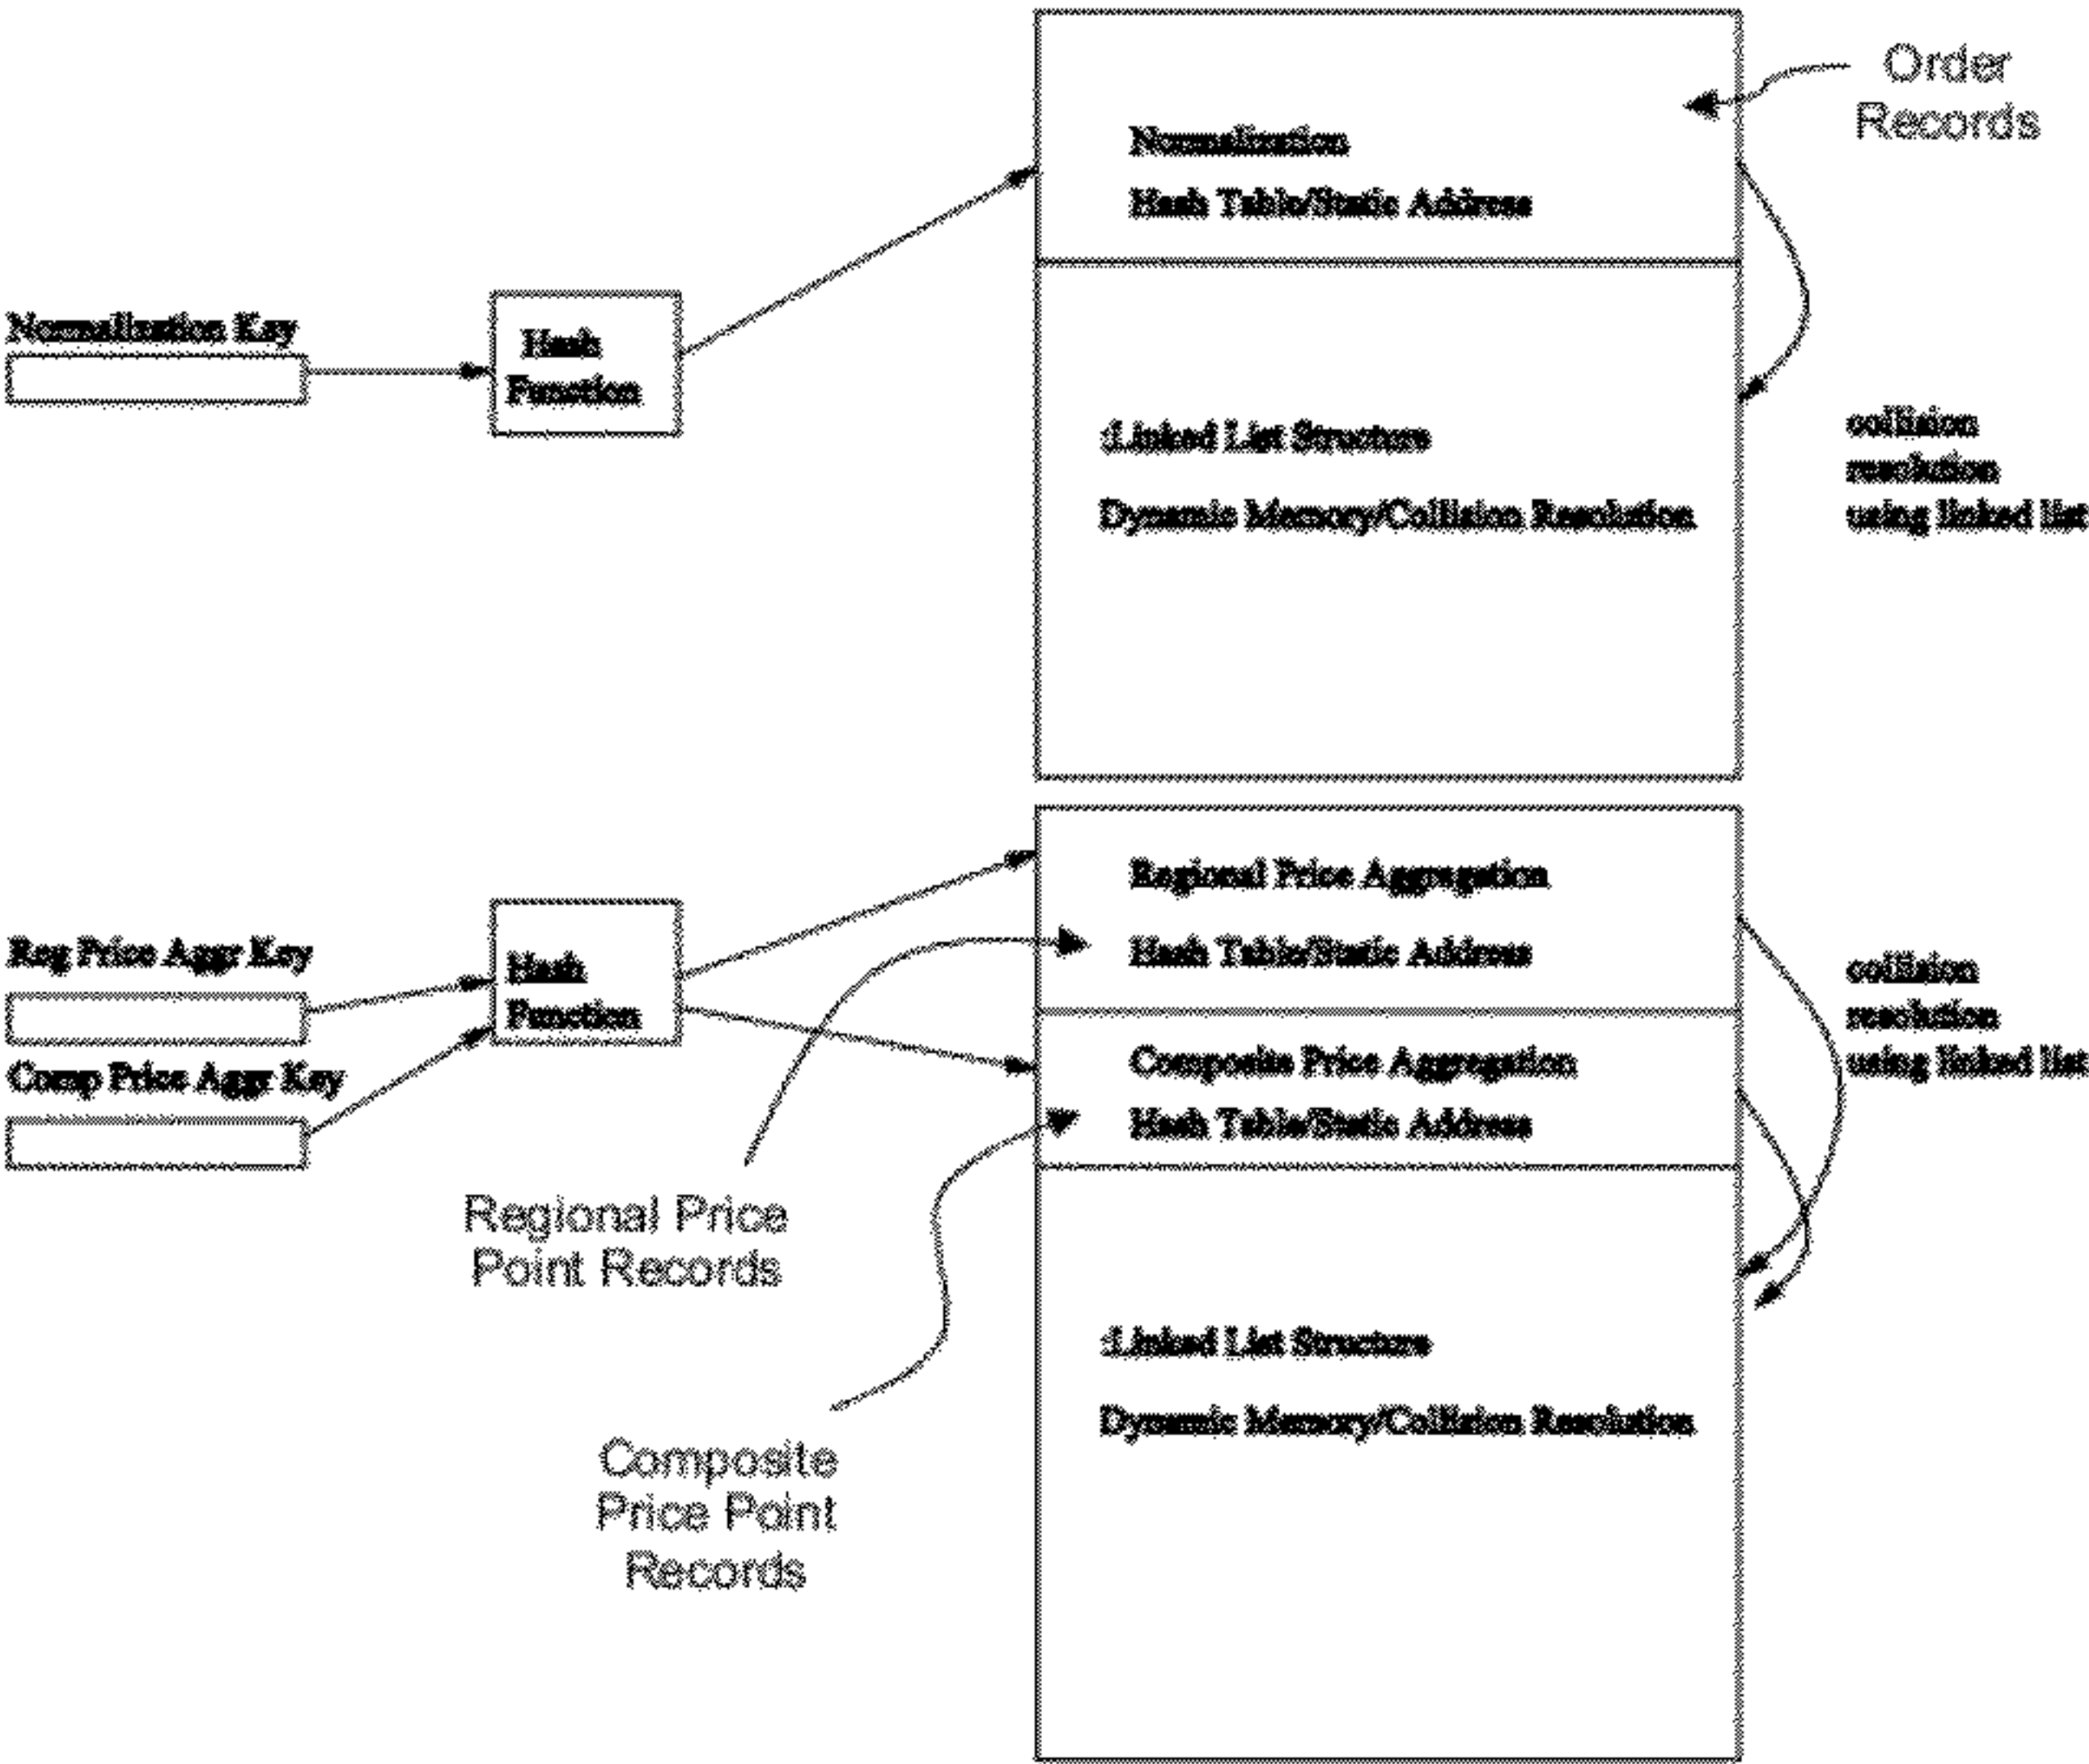 Order
Records
Normalization
Hash Table/Static Address
Normalization Key
Hash
Function
:Linked List Structure
Dynamic Memory/Collision Resolution
collision
resolution
using linked list
Regional Price Aggregation
Hash Table/Static Address
Reg Price Aggr Key
Hash
Function
Comp Price Aggr Key
Composite Price Aggregation
Hash Table/Static Address
collision
resolution
using linked list
Regional Price
Point Records
:Linked List Structure
Dynamic Memory/Collision Resolution
Composite
Price Point
Records